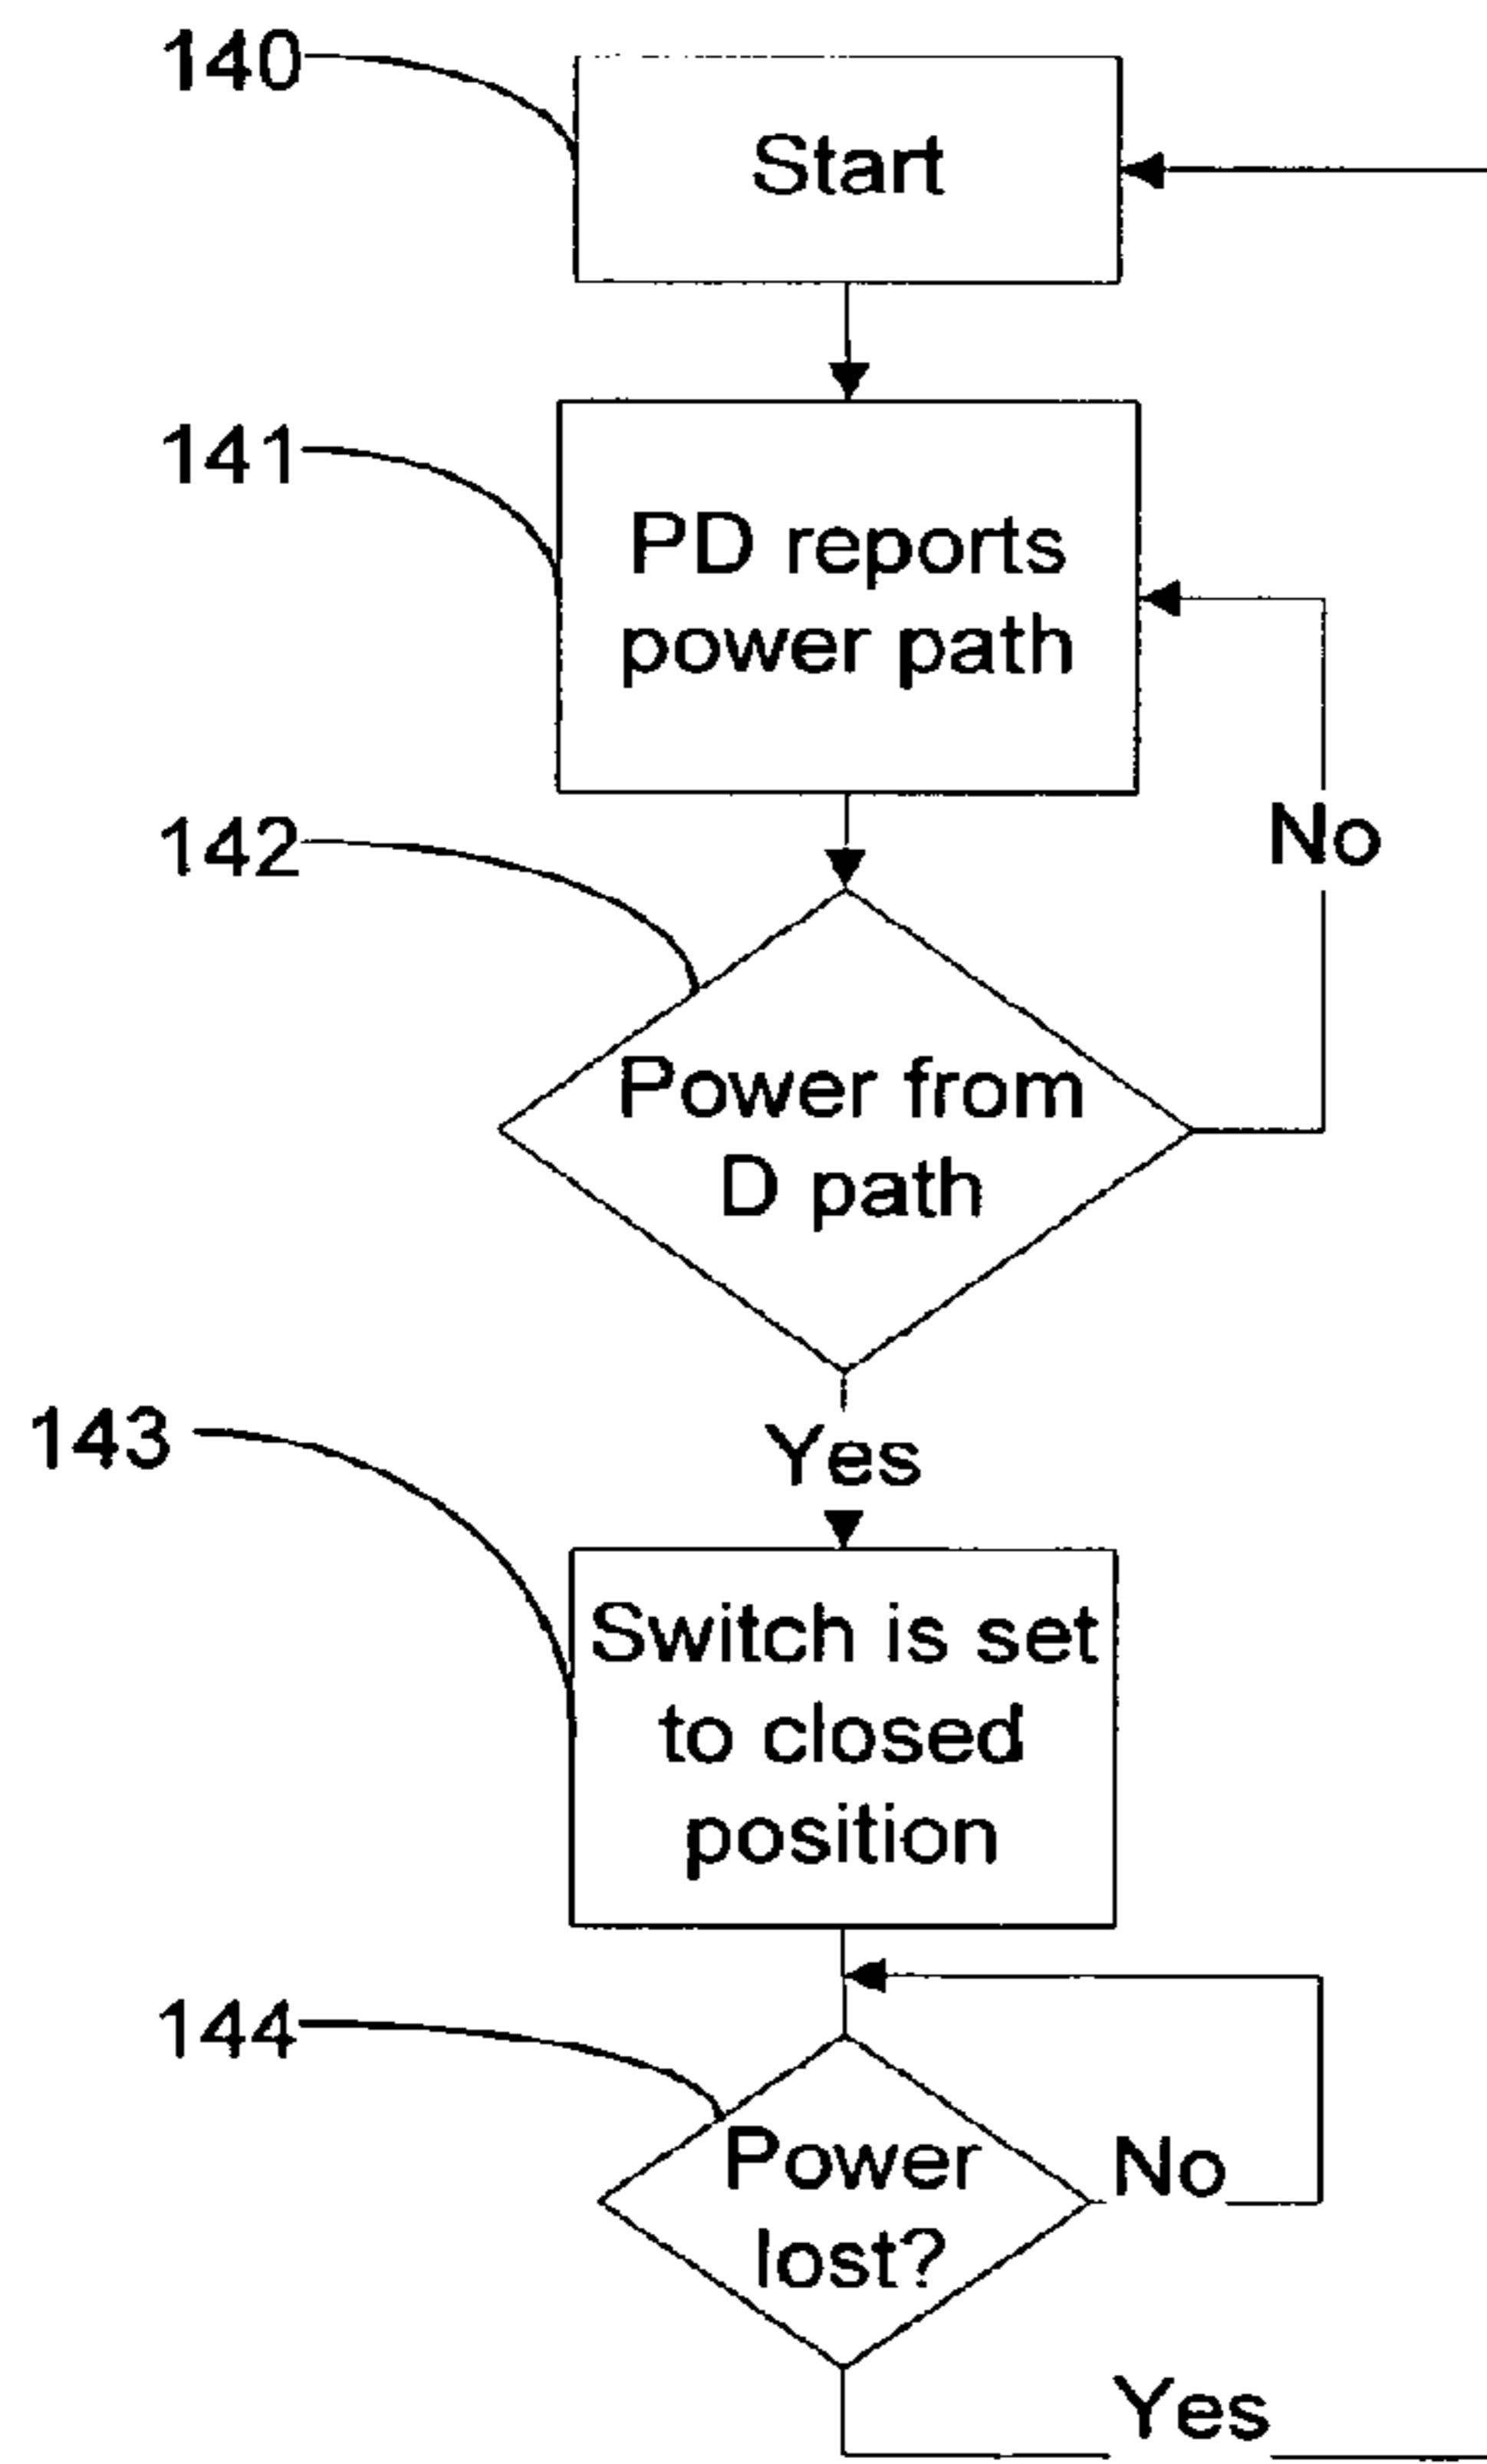 140
Start
141
PD reports
power path
142
No
Power from
D path
Yes
143
Switch is set
to closed
position
144
Power
lost?
No
Yes